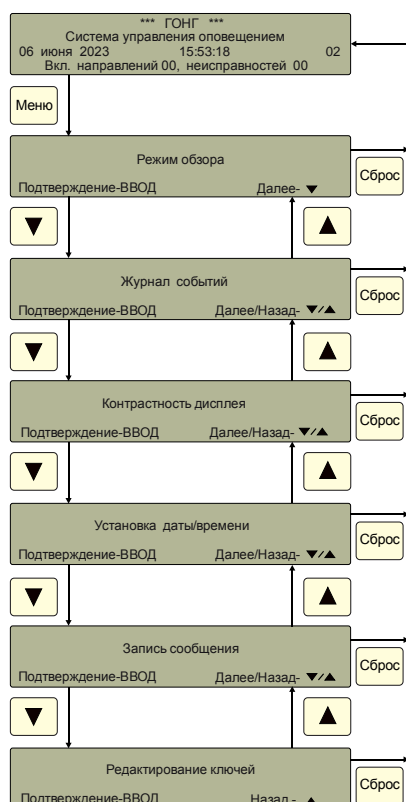 *** ГОНГ ***
Система управления оповещением
06 июня 2023 15:53:18 02
Вкл. направлений 00, неисправностей 00
Меню
Режим обзора
Подтверждение-ВВОД Далее- ▼
Сброс
▼ ▲
Журнал событий
Подтверждение-ВВОД Далее/Назад- ▼/▲
Сброс
▼ ▲
Контрастность дисплея
Подтверждение-ВВОД Далее/Назад- ▼/▲
Сброс
▼ ▲
Установка даты/времени
Подтверждение-ВВОД Далее/Назад- ▼/▲
Сброс
▼ ▲
Запись сообщения
Подтверждение-ВВОД Далее/Назад- ▼/▲
Сброс
▼ ▲
Редактирование ключей
Подтверждение-ВВОД Назад - ▲
Сброс